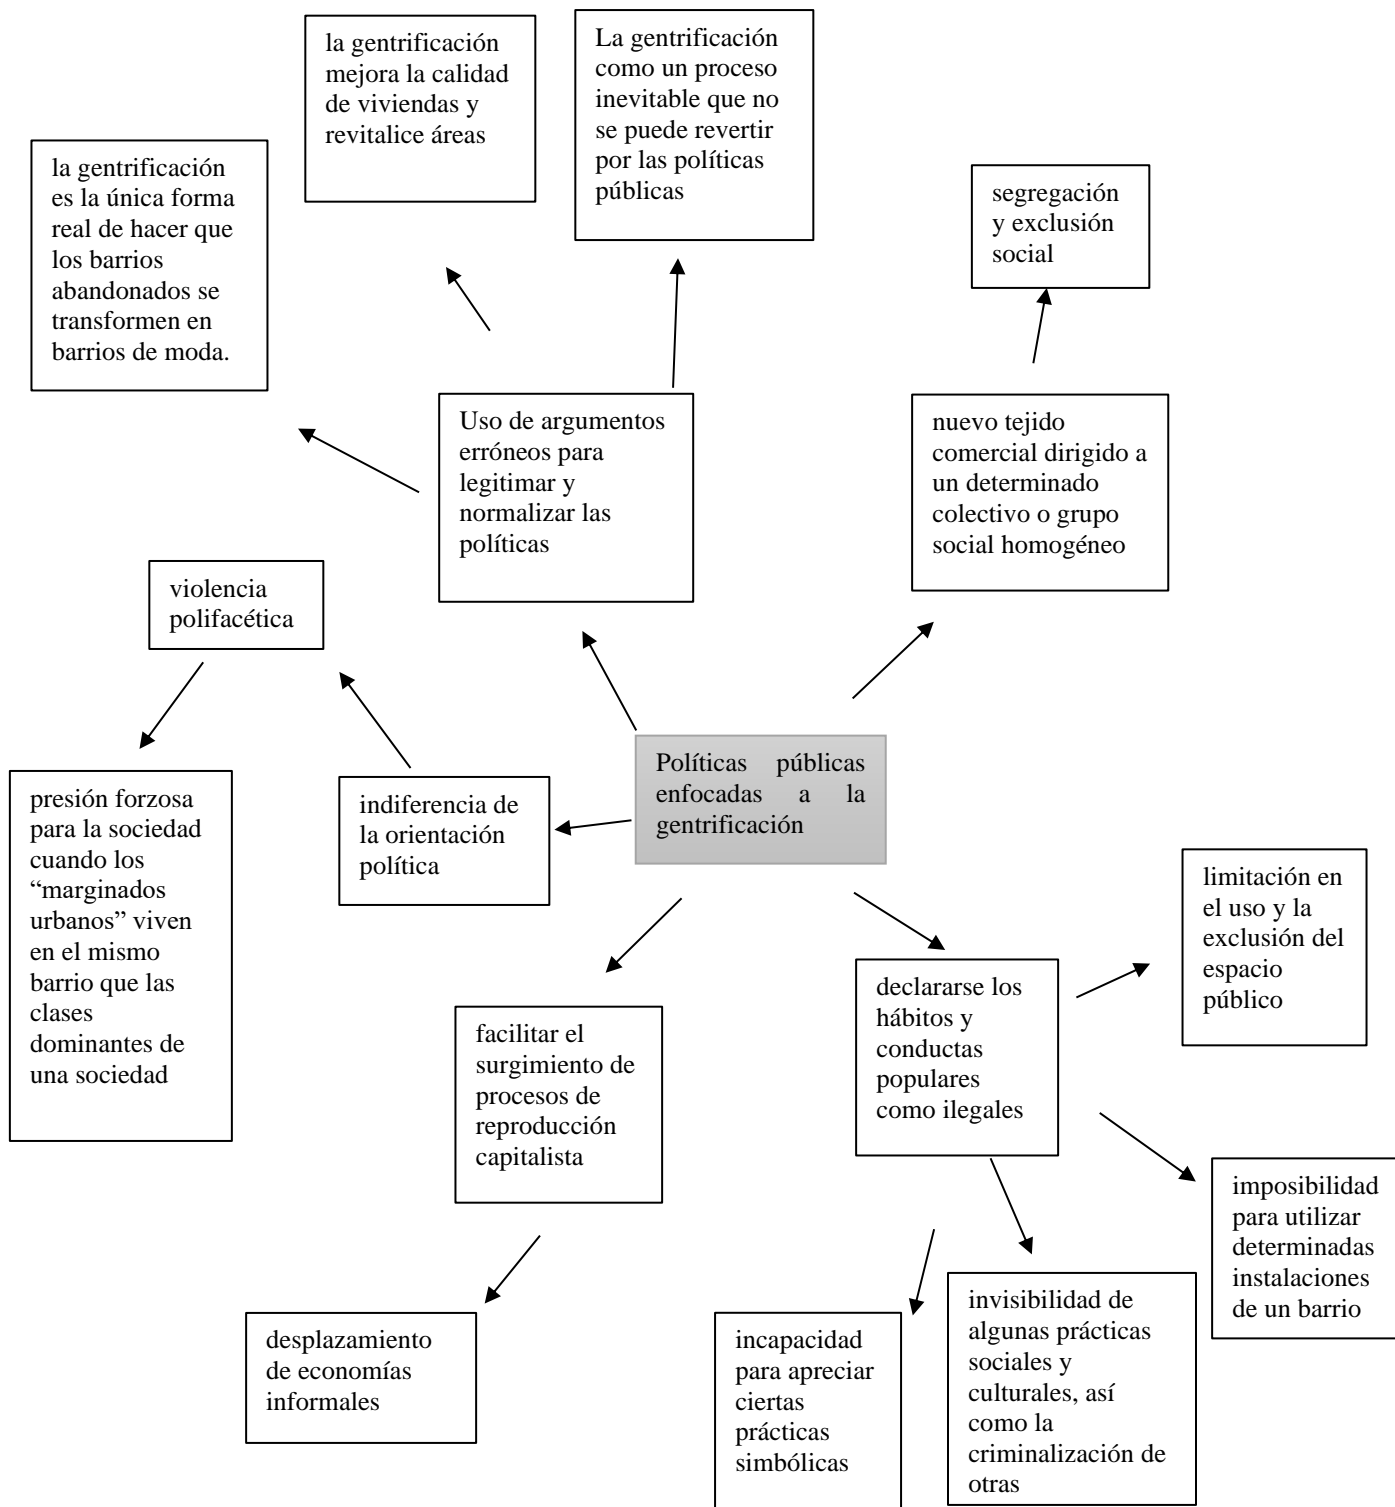 la gentrificación
mejora la calidad
de viviendas y
revitalice áreas
La gentrificación
como un proceso
inevitable que no
se puede revertir
por las políticas
públicas
la gentrificación
es la única forma
real de hacer que
los barrios
abandonados se
transformen en
barrios de moda.
segregación
y exclusión
social
Uso de argumentos
erróneos para
legitimar y
normalizar las
políticas
nuevo tejido
comercial dirigido a
un determinado
colectivo o grupo
social homogéneo
violencia
polifacética
Políticas públicas
enfocadas a la
gentrificación
presión forzosa
para la sociedad
cuando los
“marginados
urbanos” viven
en el mismo
barrio que las
clases
dominantes de
una sociedad
indiferencia de
la orientación
política
limitación en
el uso y la
exclusión del
espacio
público
declararse los
hábitos y
conductas
populares
como ilegales
facilitar el
surgimiento de
procesos de
reproducción
capitalista
imposibilidad
para utilizar
determinadas
instalaciones
de un barrio
desplazamiento
de economías
informales
incapacidad
para apreciar
ciertas
prácticas
simbólicas
invisibilidad de
algunas prácticas
sociales y
culturales, así
como la
criminalización de
otras